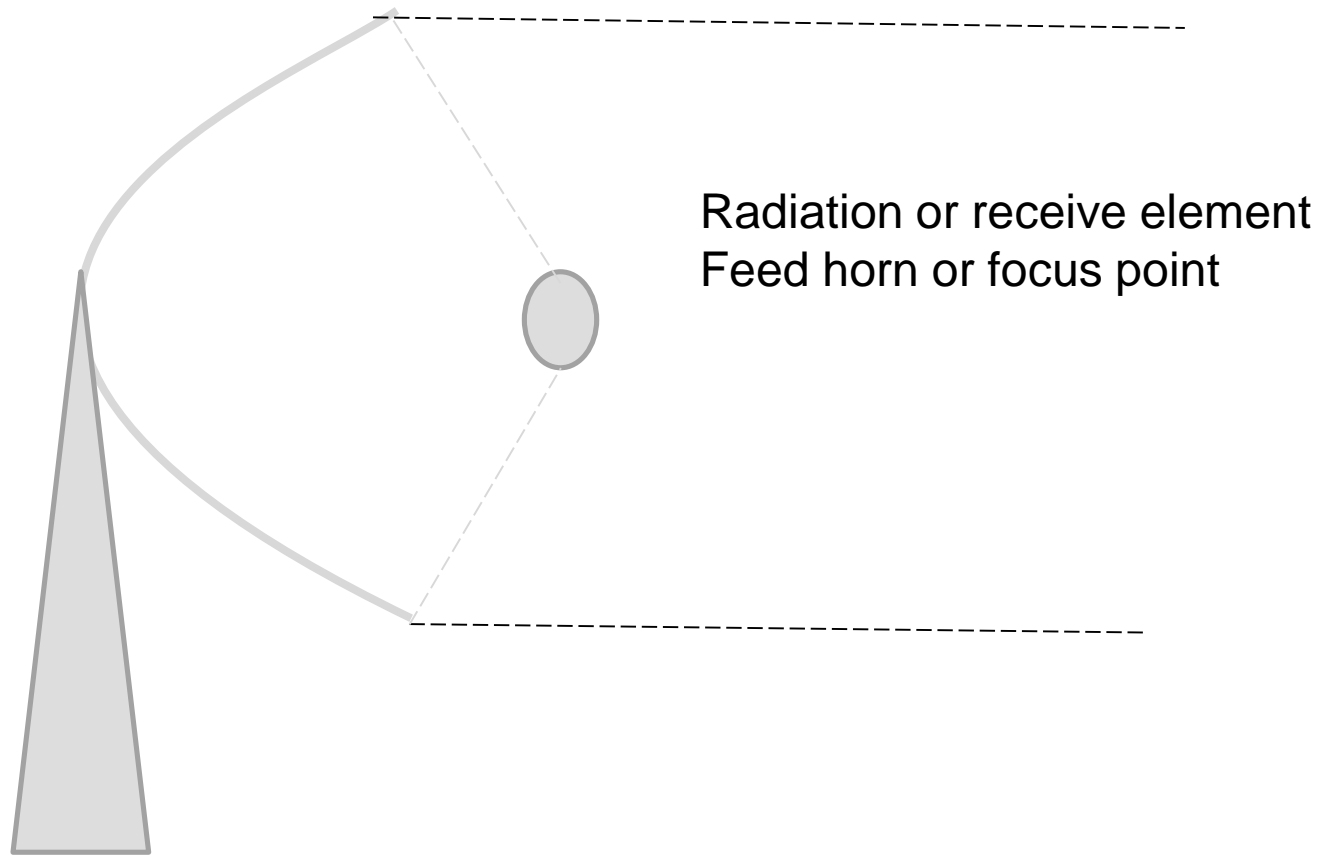 Radiation or receive element
Feed horn or focus point